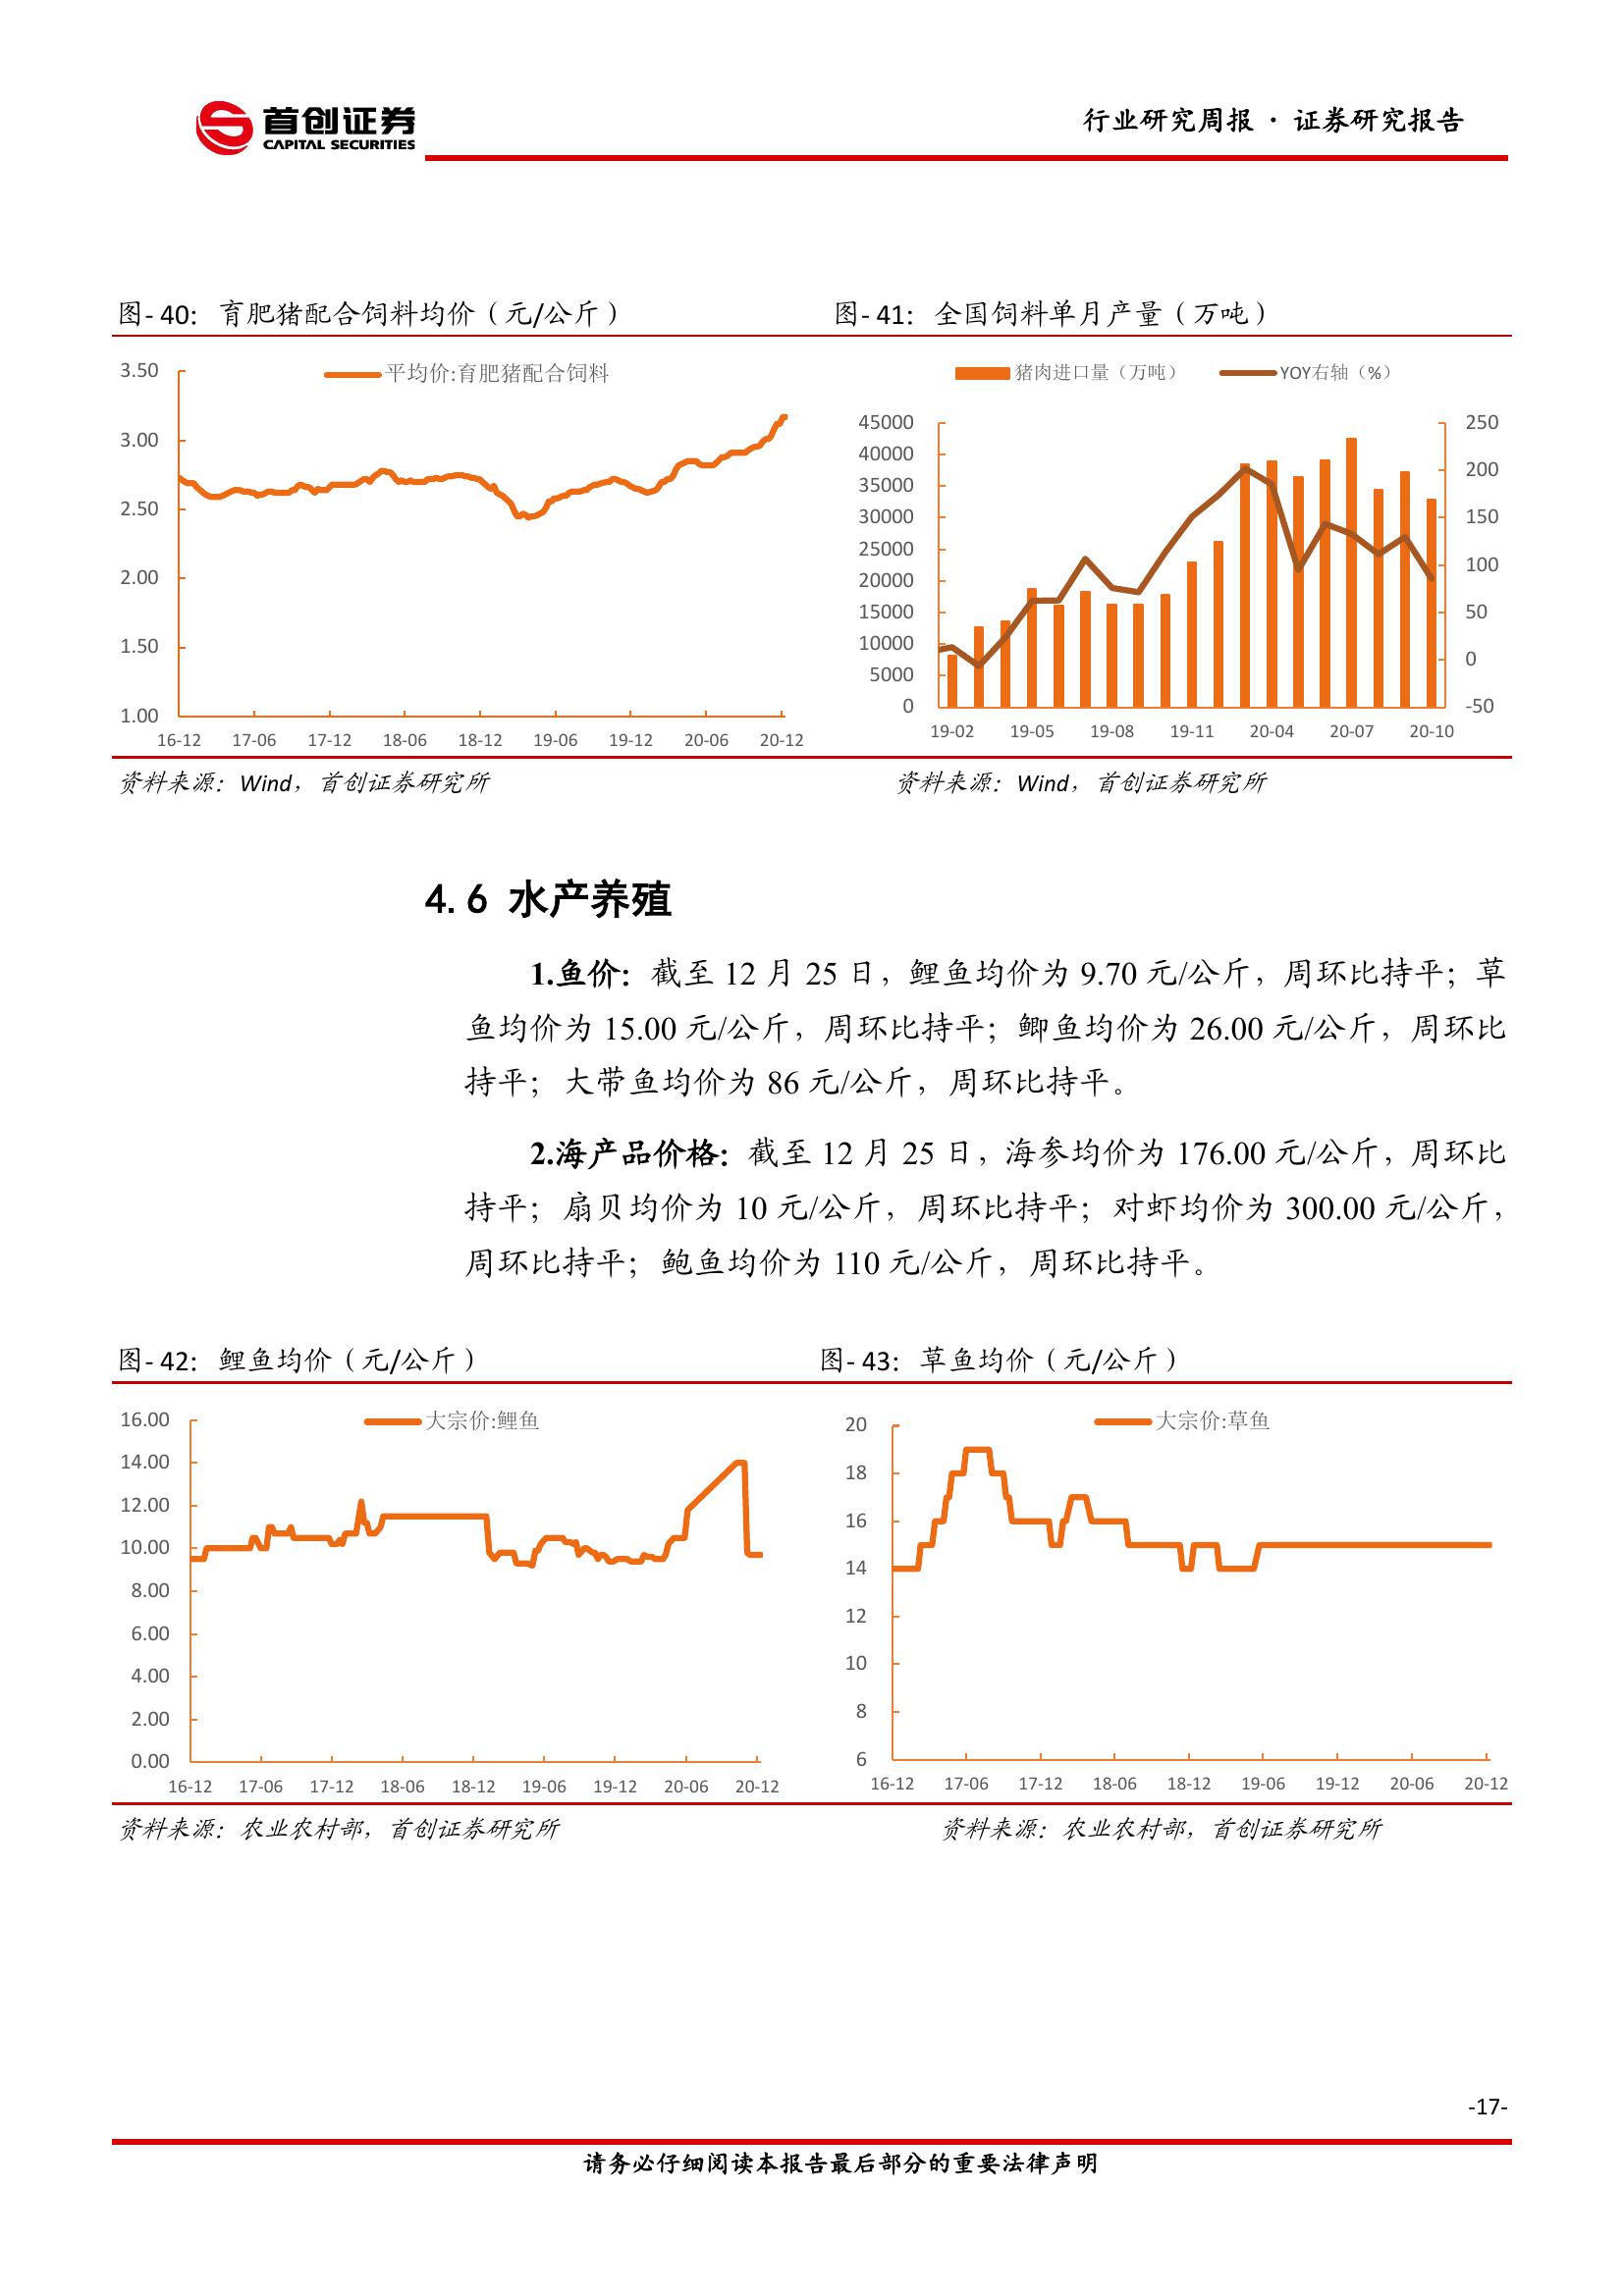 首创证券
CAPITAL SECURITIES
行业研究周报 · 证券研究报告
图- 40: 育肥猪配合饲料均价（元/公斤）
平均价:育肥猪配合饲料
3.50
3.00
2.50
2.00
1.50
1.00
16-12 17-06 17-12 18-06 18-12 19-06 19-12 20-06 20-12
资料来源：Wind，首创证券研究所
图- 41: 全国饲料单月产量（万吨）
猪肉进口量（万吨） YOY右轴（%）
45000
40000
35000
30000
25000
20000
15000
10000
5000
0
250
200
150
100
50
0
-50
19-02 19-05 19-08 19-11 20-04 20-07 20-10
资料来源：Wind，首创证券研究所
4.6 水产养殖
1.鱼价：截至 12 月 25 日，鲤鱼均价为 9.70 元/公斤，周环比持平；草
鱼均价为 15.00 元/公斤，周环比持平；鲫鱼均价为 26.00 元/公斤，周环比
持平；大带鱼均价为 86 元/公斤，周环比持平。
2.海产品价格：截至 12 月 25 日，海参均价为 176.00 元/公斤，周环比
持平；扇贝均价为 10 元/公斤，周环比持平；对虾均价为 300.00 元/公斤，
周环比持平；鲍鱼均价为 110 元/公斤，周环比持平。
图- 42: 鲤鱼均价（元/公斤）
大宗价:鲤鱼
16.00
14.00
12.00
10.00
8.00
6.00
4.00
2.00
0.00
16-12 17-06 17-12 18-06 18-12 19-06 19-12 20-06 20-12
资料来源：农业农村部，首创证券研究所
图- 43: 草鱼均价（元/公斤）
大宗价:草鱼
20
18
16
14
12
10
8
6
16-12 17-06 17-12 18-06 18-12 19-06 19-12 20-06 20-12
资料来源：农业农村部，首创证券研究所
-17-
请务必仔细阅读本报告最后部分的重要法律声明